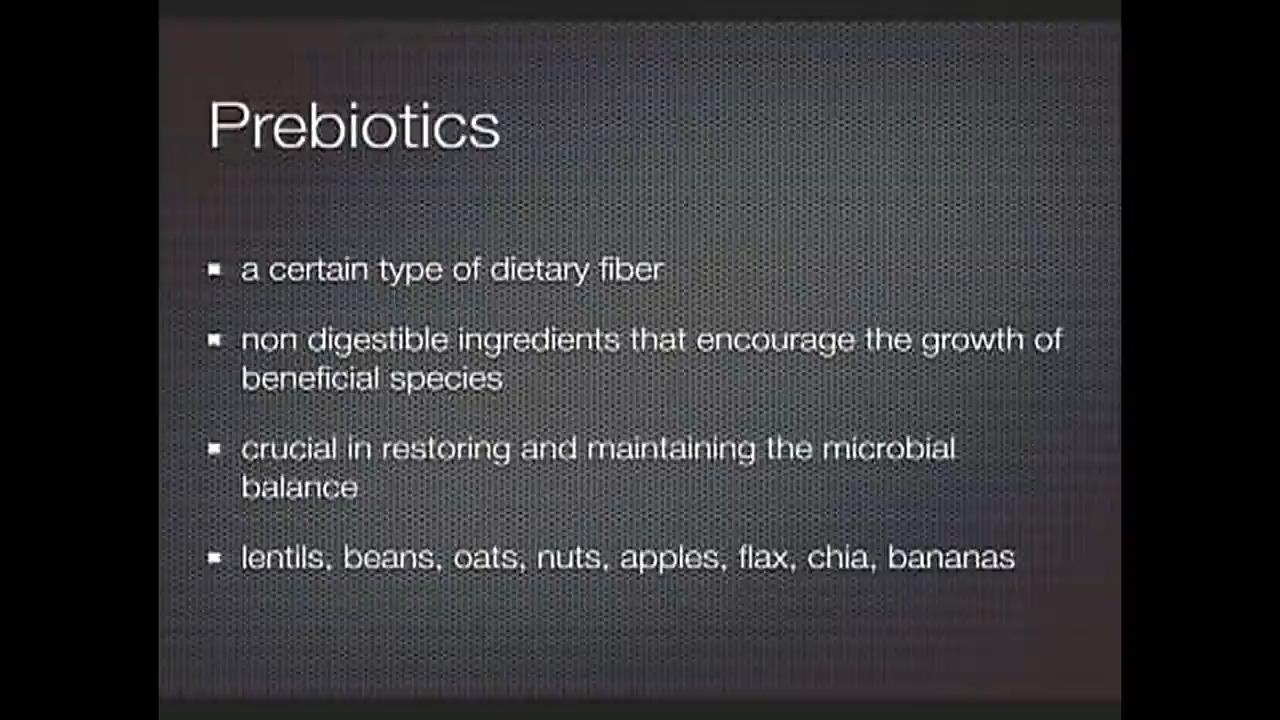 Prebiotics
a certain type of dietary fiber
non digestible ingredients that encourage the growth of
beneficial species
crucial in restoring and maintaining the microbial
balance
lentils, beans, oats, nuts, apples, flax, chia, bananas